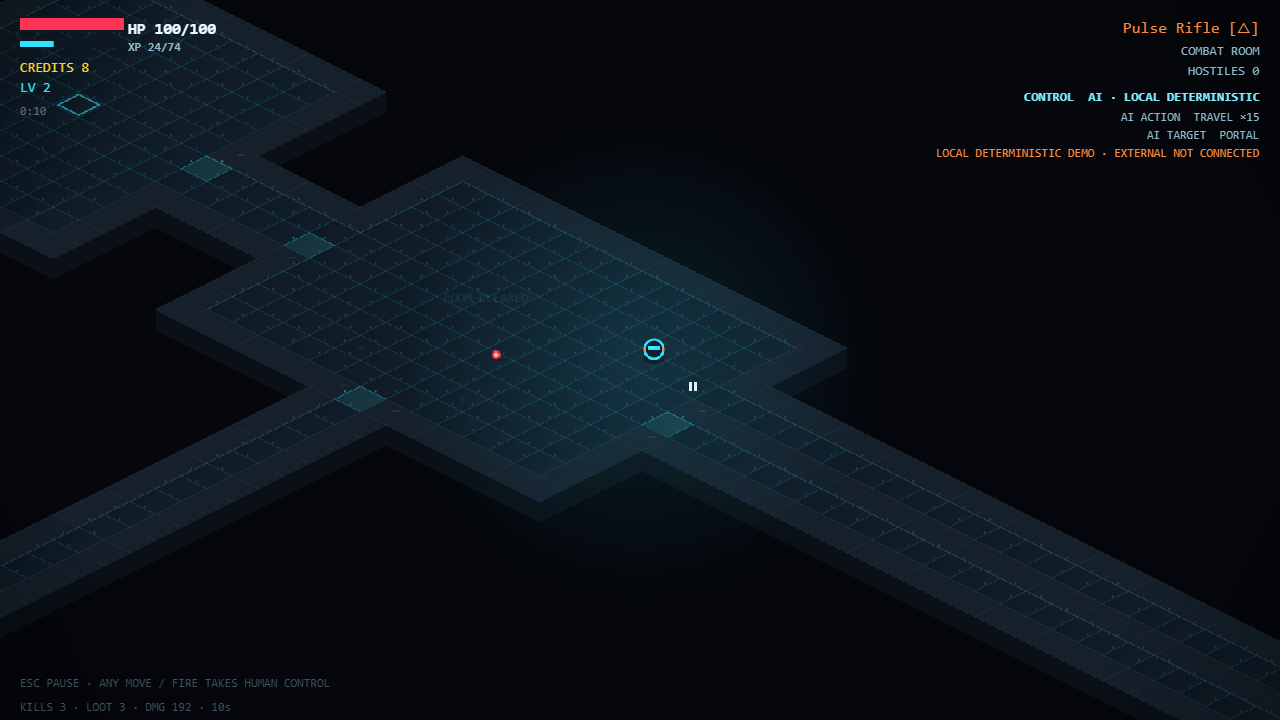 HP 100/100
XP 24/74
CREDITS 8
LV 2
0:10
Pulse Rifle [△]
COMBAT ROOM
HOSTILES 0
CONTROL AI · LOCAL DETERMINISTIC
AI ACTION TRAVEL ×15
AI TARGET PORTAL
LOCAL DETERMINISTIC DEMO · EXTERNAL NOT CONNECTED
ROOM CLEARED
ESC PAUSE · ANY MOVE / FIRE TAKES HUMAN CONTROL
KILLS 3 · LOOT 3 · DMG 192 · 10s